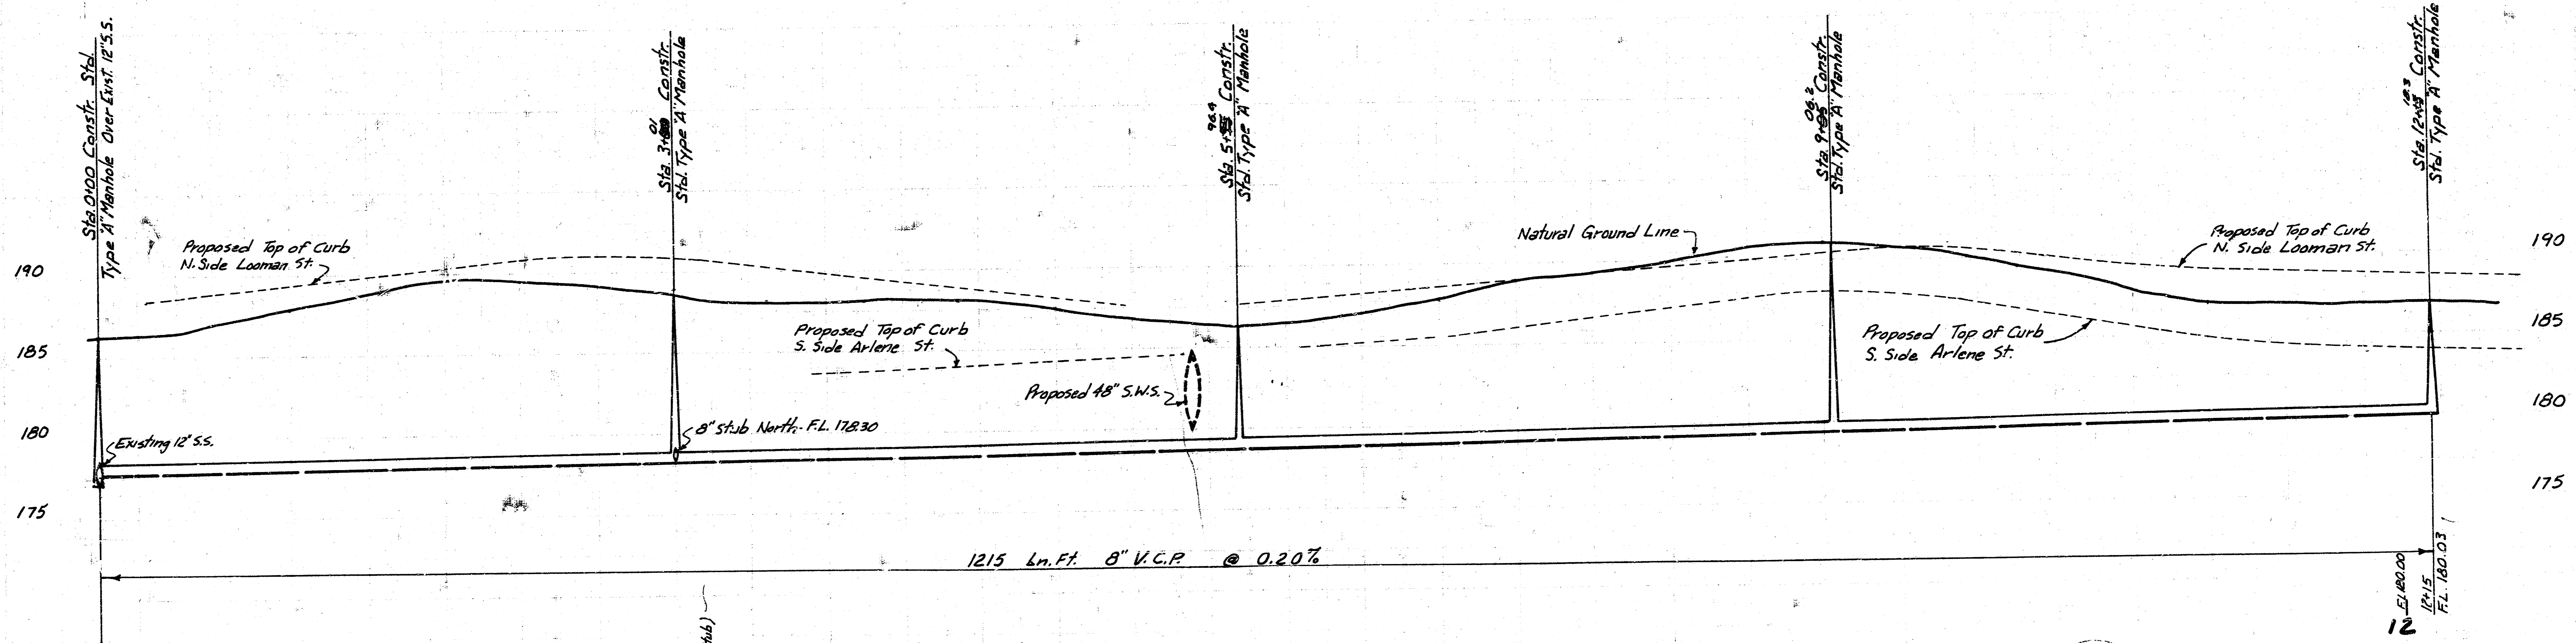 Sta. 0+00 Constr. Std.
Type "A" Manhole Over Exist. 12" S.S.
01
Sta. 3+ Constr.
Std. Type "A" Manhole
96.4
Sta. 5+ Constr.
Std. Type "A" Manhole
06.2
Sta. 9+ Constr.
Std. Type "A" Manhole
18.3
Sta. 12+ Constr.
Std. Type "A" Manhole
Proposed Top of Curb
N. Side Looman St.
Natural Ground Line
Proposed Top of Curb
N. Side Looman St.
190
190
Proposed Top of Curb
S. Side Arlene St.
Proposed Top of Curb
S. Side Arlene St.
185
185
Proposed 48" S.W.S.
180
180
Existing 12" S.S.
8" Stub North - F.L. 178.30
175
175
1215 Ln. Ft. 8" V.C.P. @ 0.20%
El. 180.00
12+15
F.L. 180.03
12